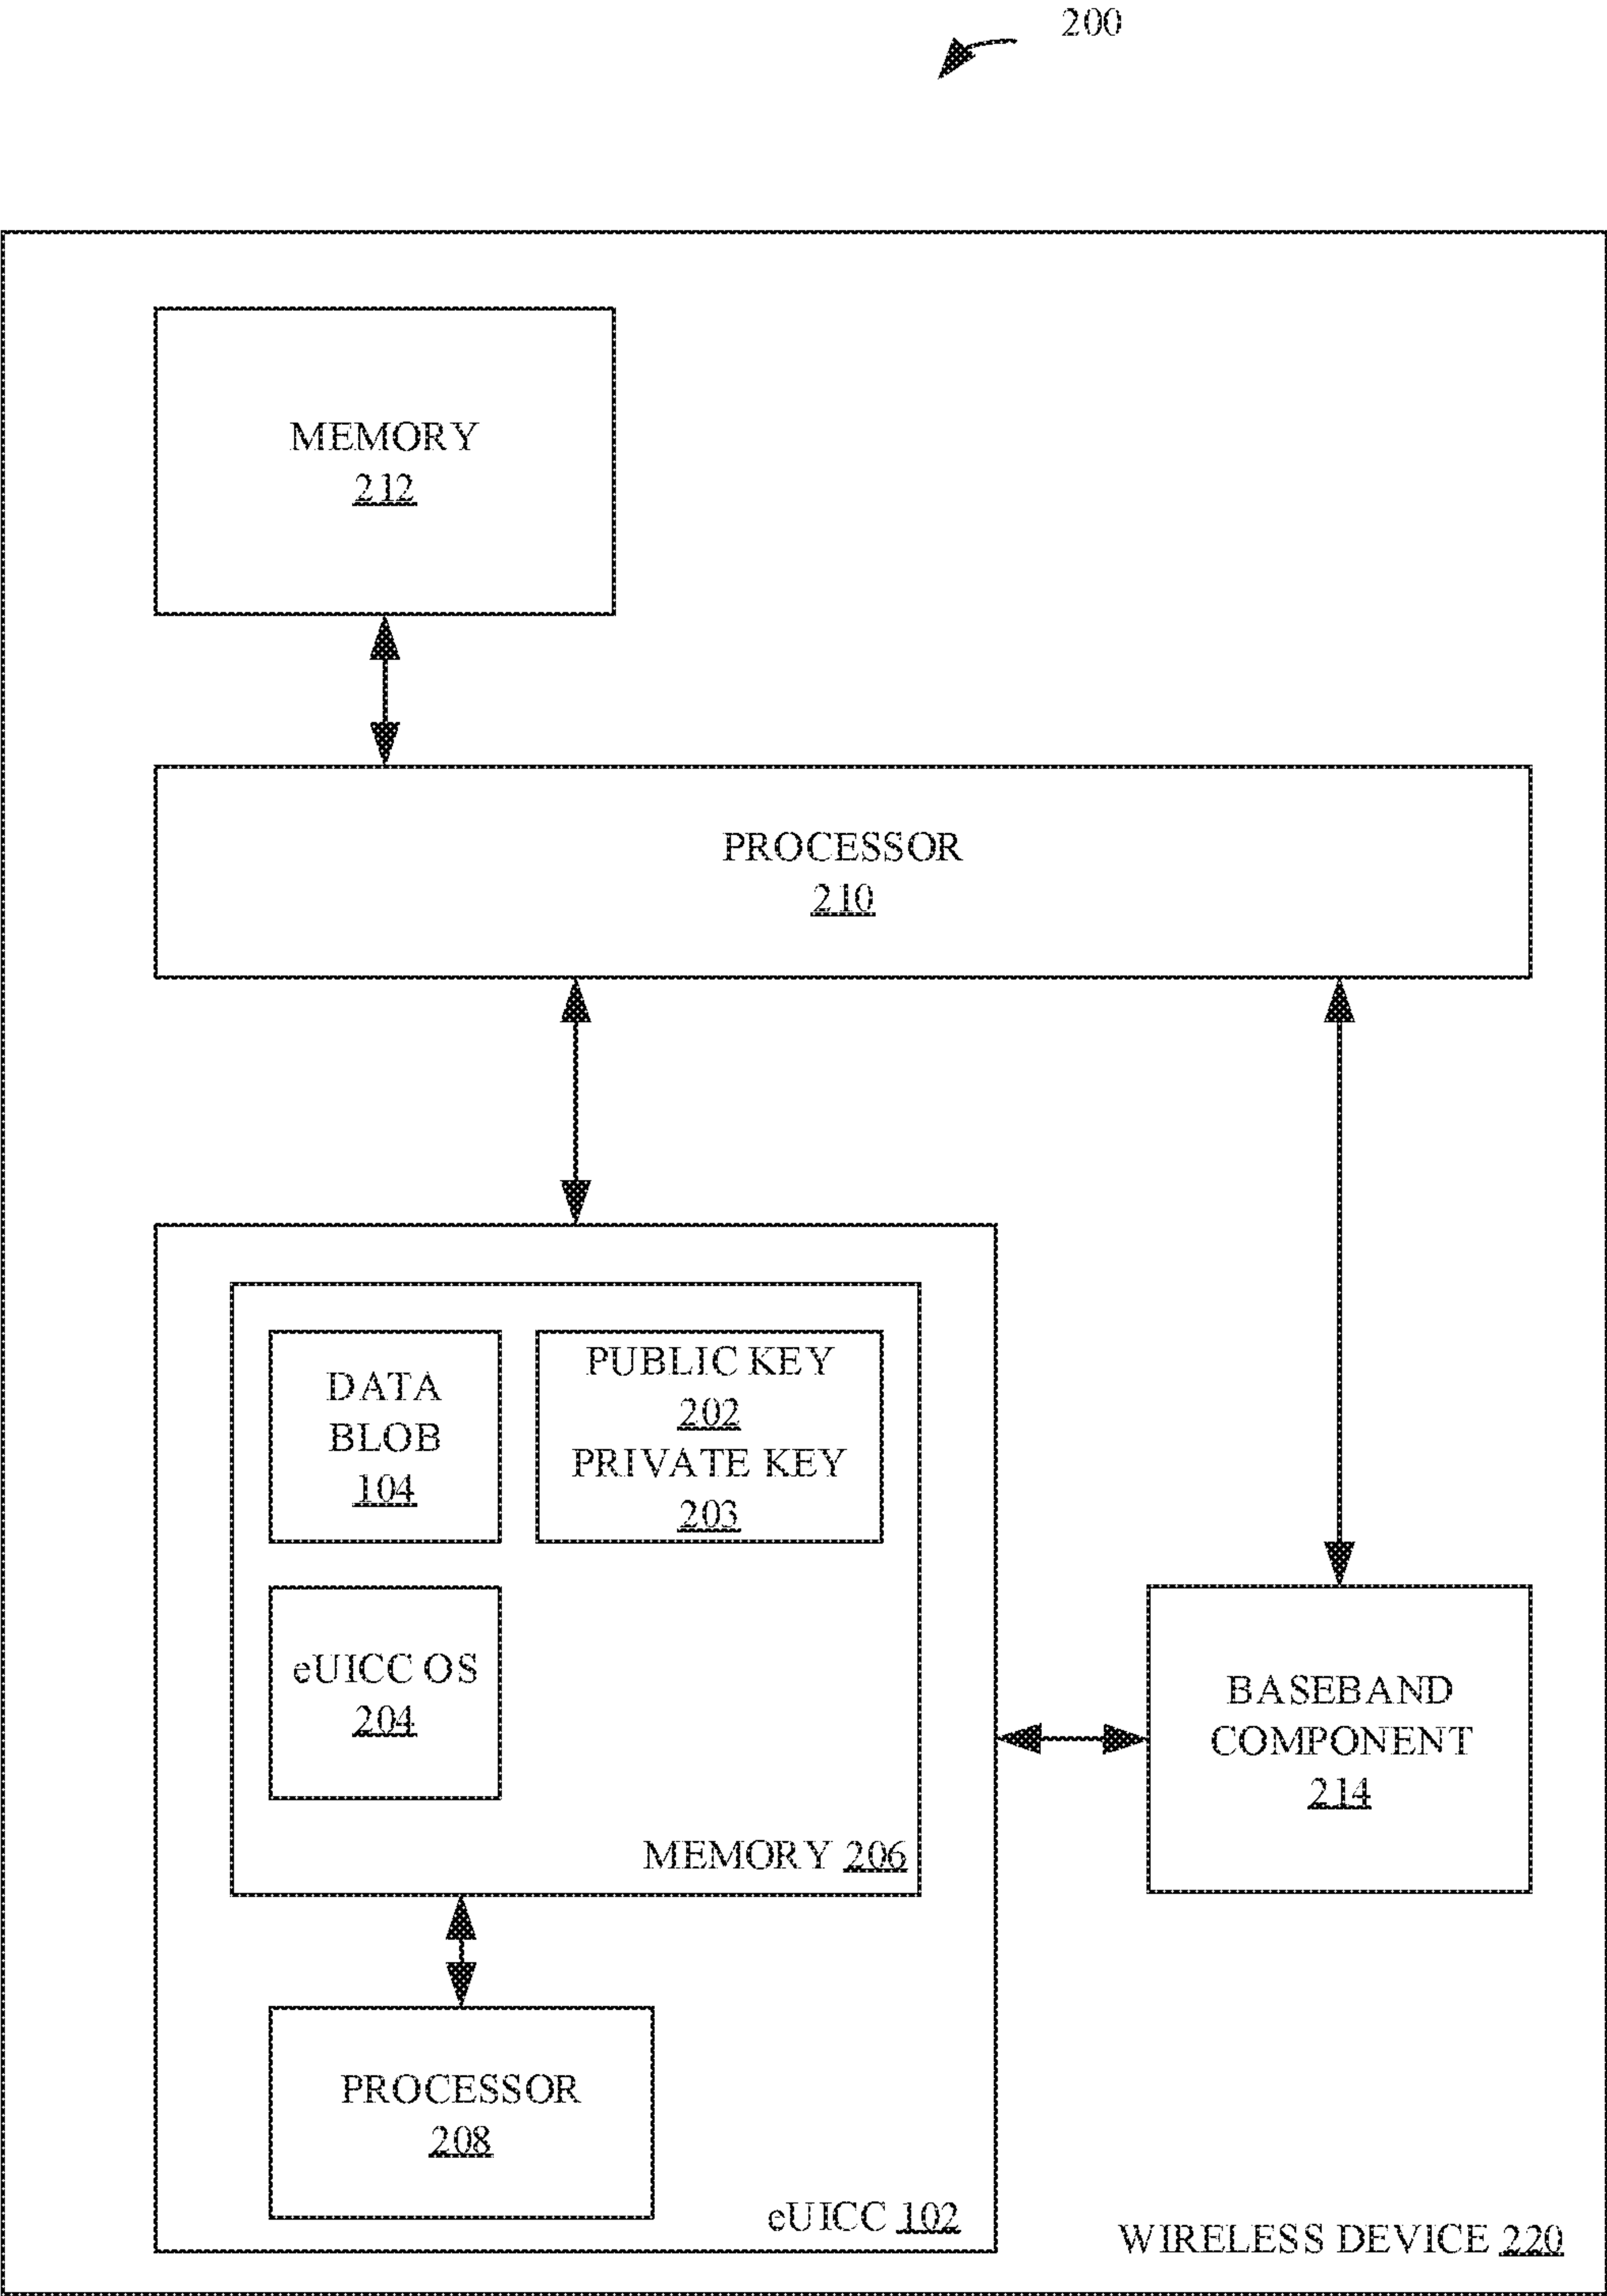 200
MEMORY
212
PROCESSOR
210
DATA
BLOB
104
PUBLIC KEY
202
PRIVATE KEY
203
eUICC OS
204
MEMORY 206
BASEBAND
COMPONENT
214
PROCESSOR
208
eUICC 102
WIRELESS DEVICE 220